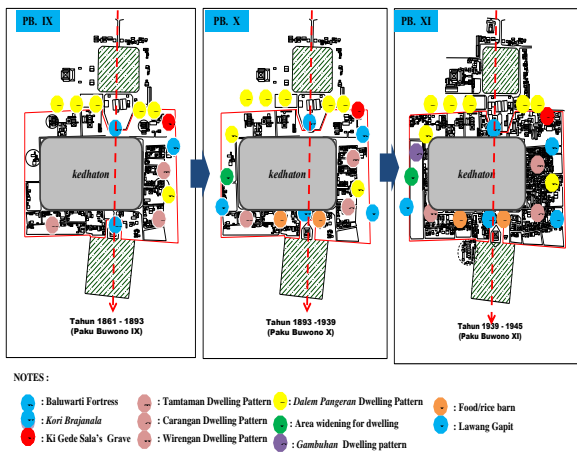 PB. IX
PB. X
PB. XI
kedhaton
kedhaton
kedhaton
Tahun 1861 - 1893
(Paku Buwono IX)
Tahun 1893 -1939
(Paku Buwono X)
Tahun 1939 - 1945
(Paku Buwono XI)
NOTES :
: Baluwarti Fortress
: Tamtaman Dwelling Pattern
: Dalem Pangeran Dwelling Pattern
: Food/rice barn
: Kori Brajanala
: Carangan Dwelling Pattern
: Area widening for dwelling
: Lawang Gapit
: Ki Gede Sala's Grave
: Wirengan Dwelling Pattern
: Gambuhan Dwelling pattern